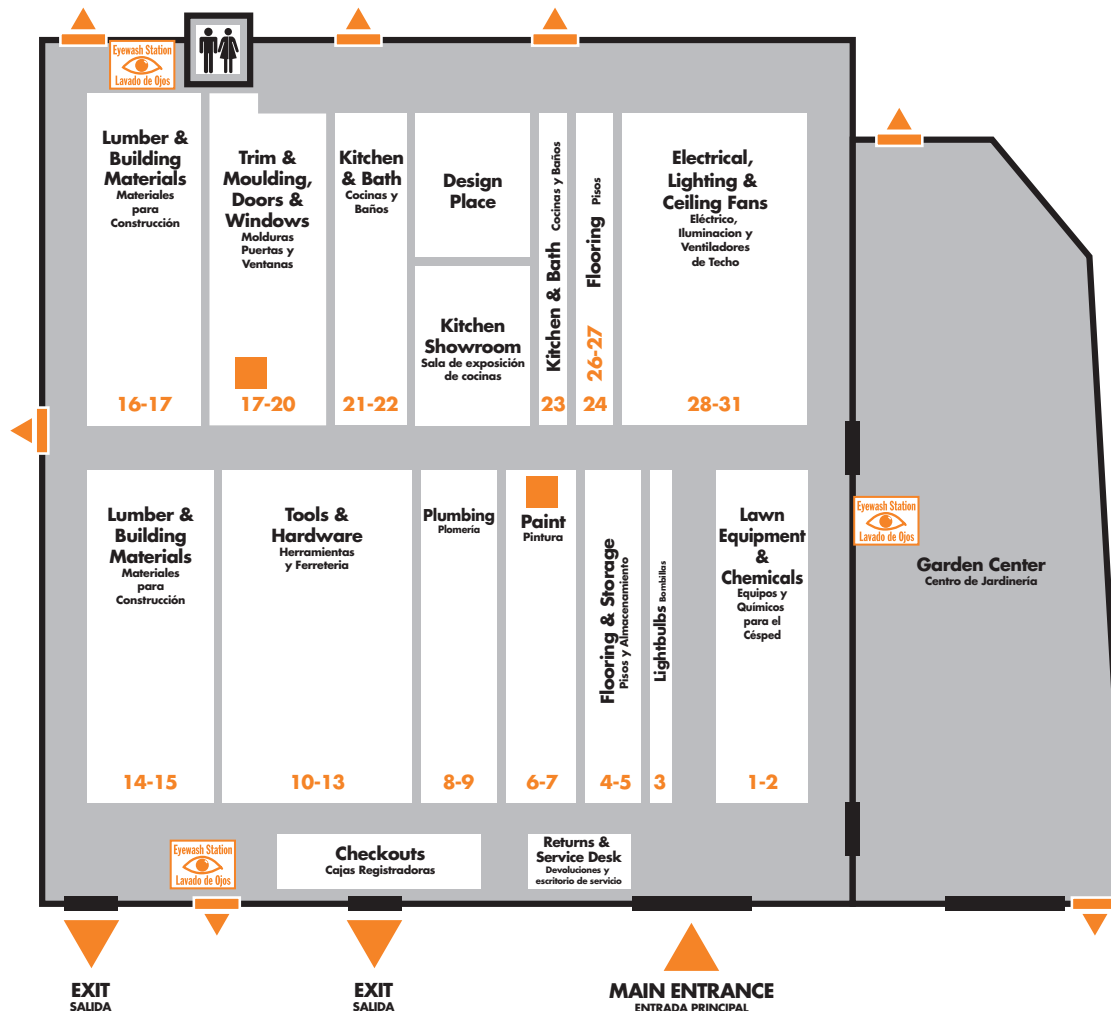 Eyewash Station
Lavado de Ojos
Lumber &
Building
Materials
Materiales
para
Construcción
16-17
Trim &
Moulding,
Doors &
Windows
Molduras
Puertas y
Ventanas
17-20
Kitchen
& Bath
Cocinas y
Baños
21-22
Design
Place
Kitchen
Showroom
Sala de exposición
de cocinas
Kitchen & Bath Cocinas y Baños
23
Flooring Pisos
26-27
24
Electrical,
Lighting &
Ceiling Fans
Eléctrico,
Iluminacion y
Ventiladores
de Techo
28-31
Lumber &
Building
Materials
Materiales
para
Construcción
14-15
Tools &
Hardware
Herramientas
y Ferreteria
10-13
Plumbing
Plomería
8-9
Paint
Pintura
6-7
Flooring & Storage
Pisos y Almacenamiento
4-5
Lightbulbs Bombillas
3
Lawn
Equipment
&
Chemicals
Equipos y
Químicos
para el
Césped
1-2
Eyewash Station
Lavado de Ojos
Garden Center
Centro de Jardinería
Eyewash Station
Lavado de Ojos
Checkouts
Cajas Registradoras
Returns &
Service Desk
Devoluciones y
escritorio de servicio
EXIT
SALIDA
EXIT
SALIDA
MAIN ENTRANCE
ENTRADA PRINCIPAL